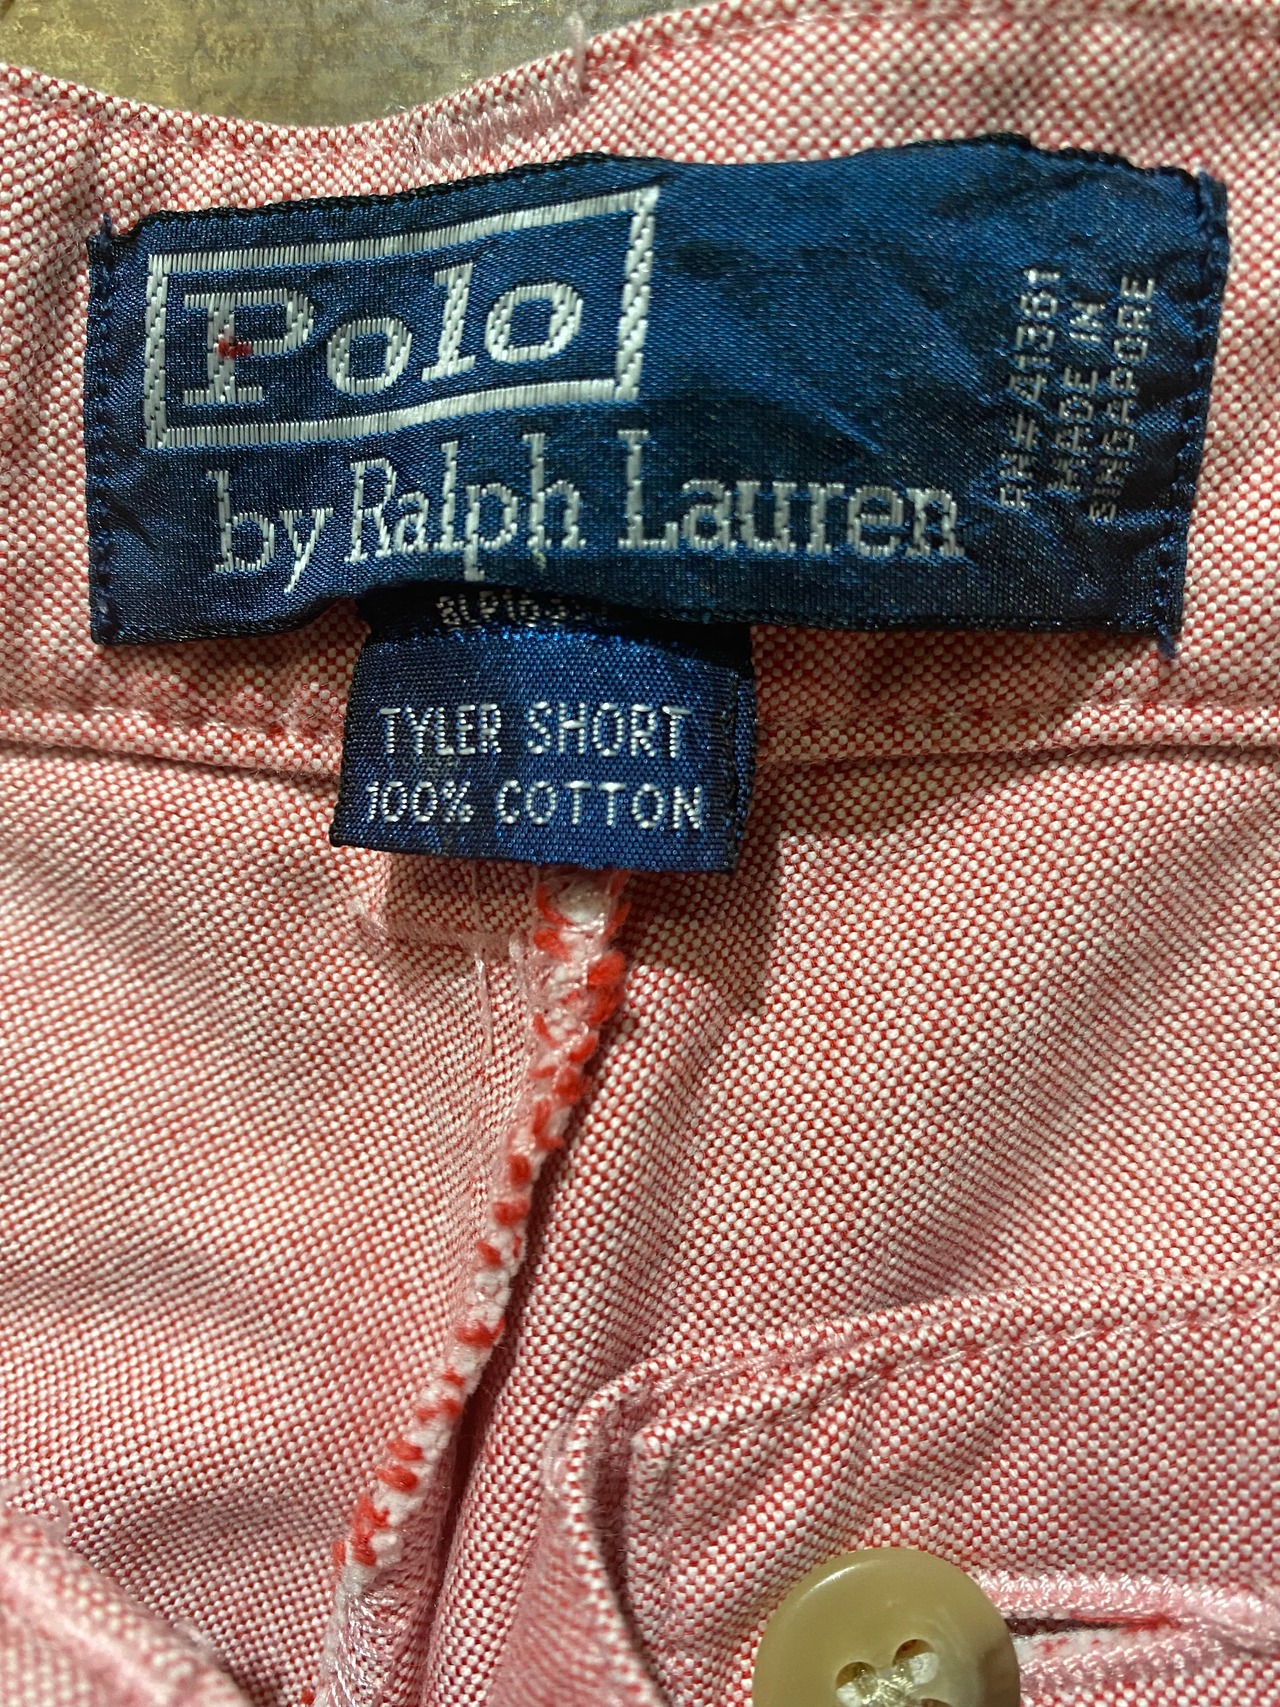 Polo
by Ralph Lauren
RN#41381
MADE IN
SINGAPORE
TYLER SHORT
100% COTTON